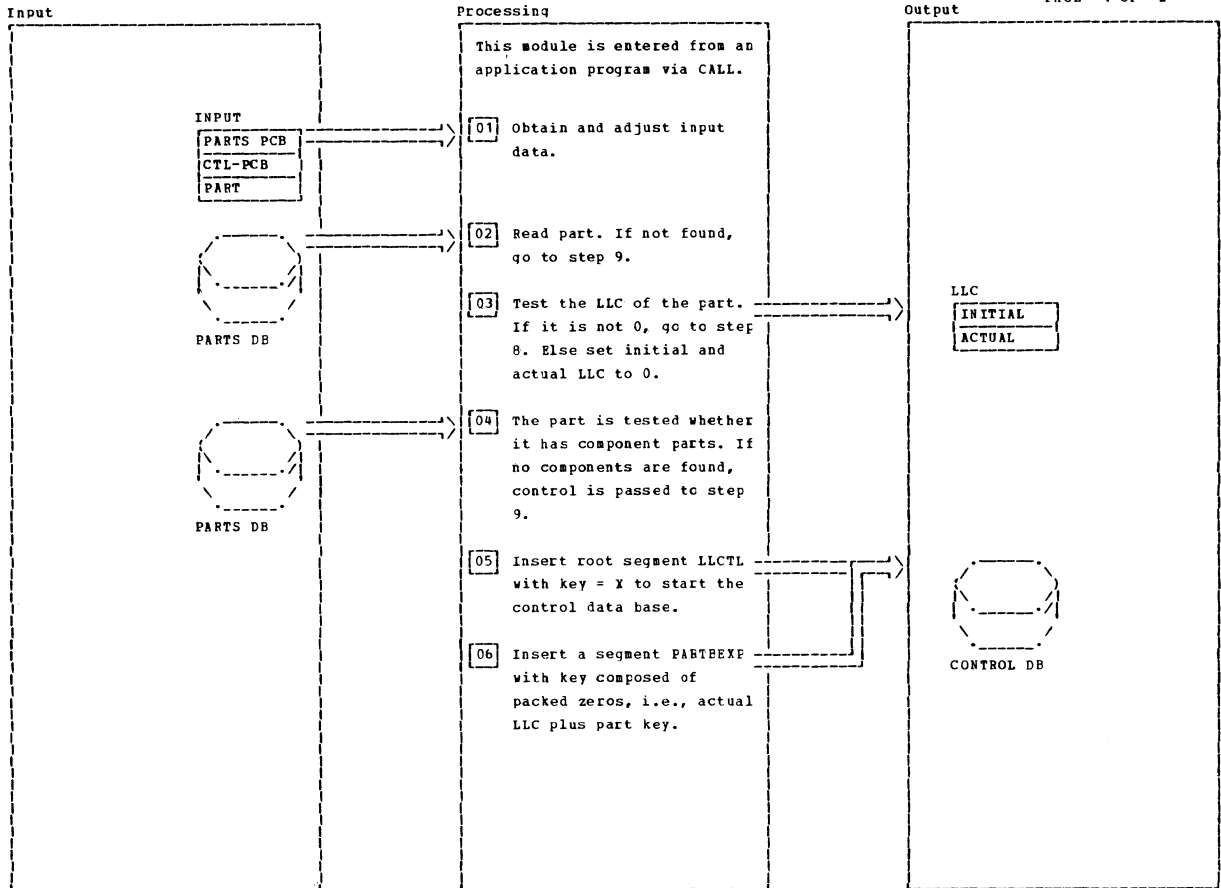 Input
Processing
Output
This module is entered from an
application program via CALL.
INPUT
PARTS PCB
CTL-PCB
PART
01 Obtain and adjust input
data.
02 Read part. If not found,
go to step 9.
PARTS DB
03 Test the LLC of the part.
If it is not 0, go to step
8. Else set initial and
actual LLC to 0.
LLC
INITIAL
ACTUAL
04 The part is tested whether
it has component parts. If
no components are found,
control is passed to step
9.
PARTS DB
05 Insert root segment LLCTL
with key = X to start the
control data base.
06 Insert a segment PARTBEXP
with key composed of
packed zeros, i.e., actual
LLC plus part key.
CONTROL DB